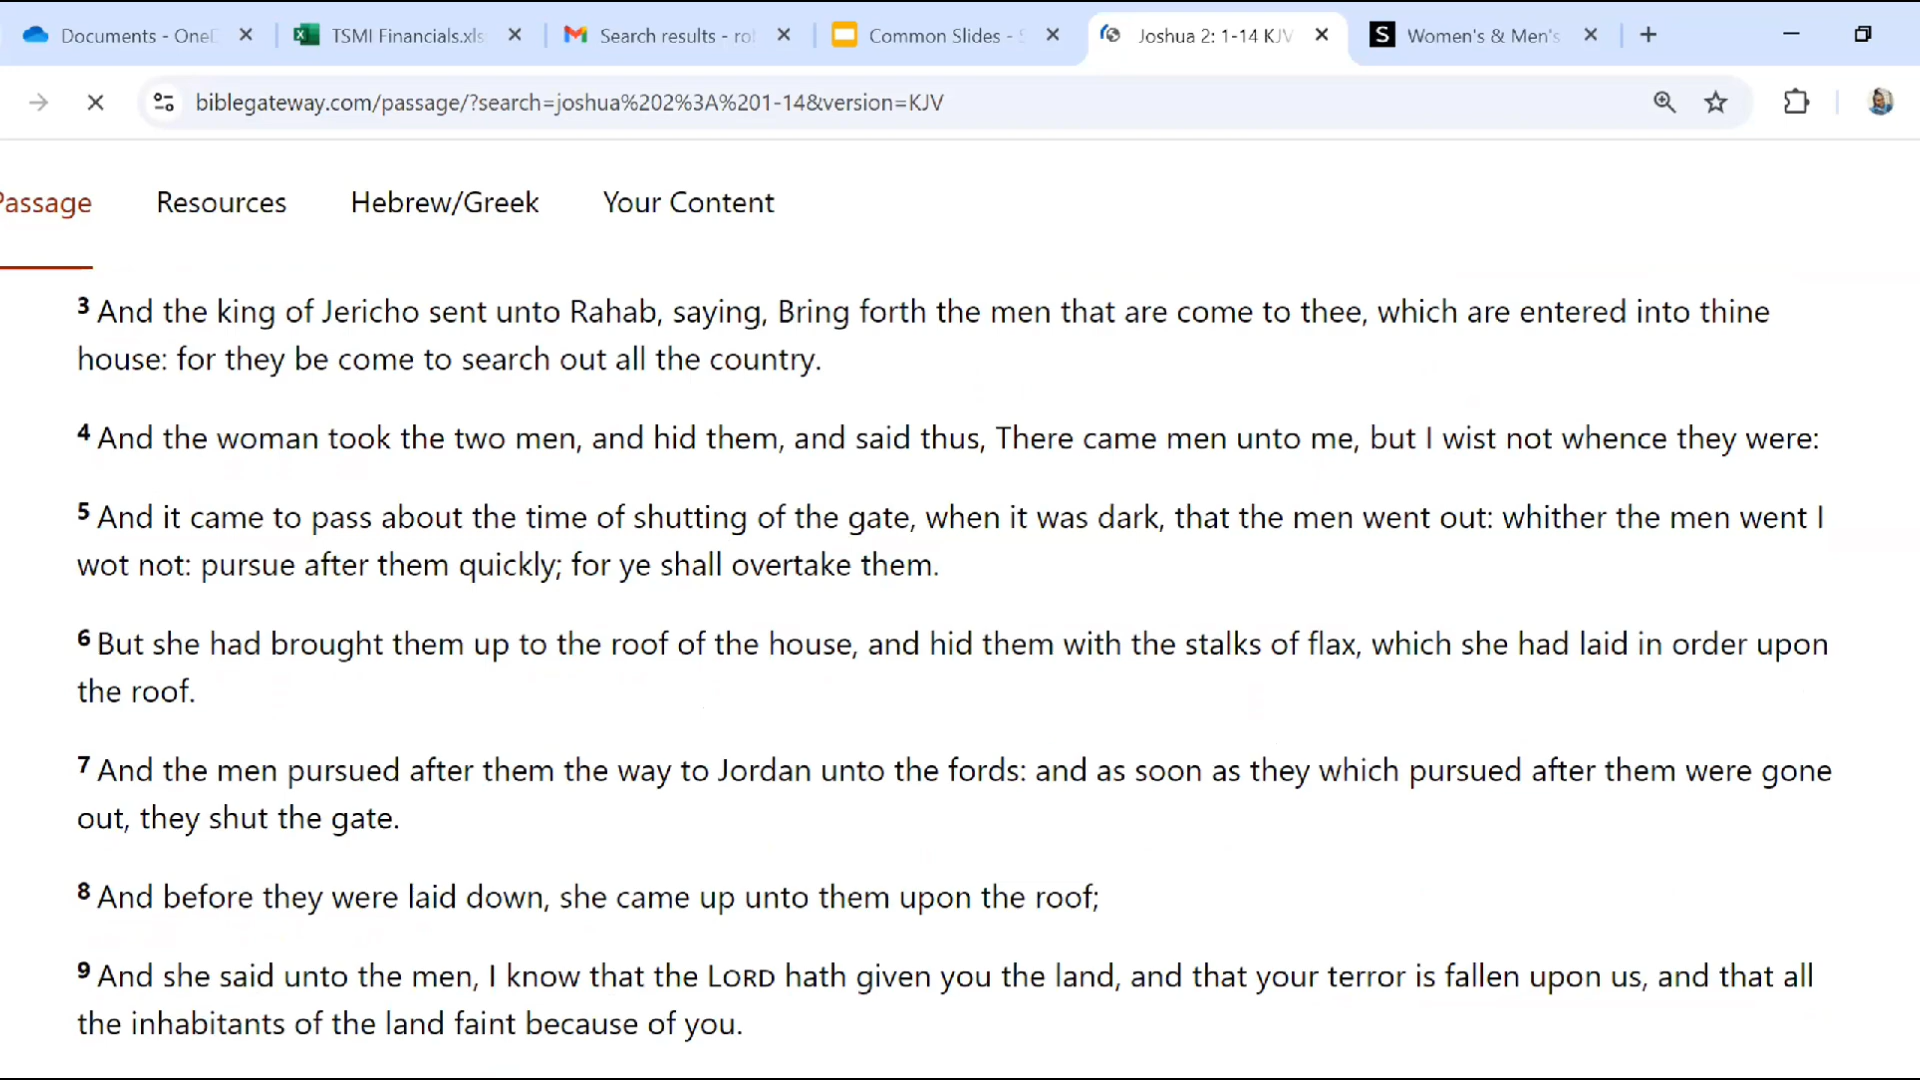 Documents - OneD
TSMI Financials.xls
Search results - ro
Common Slides -
Joshua 2: 1-14 KJV
Women's & Men's
biblegateway.com/passage/?search=joshua%202%3A%201-14&version=KJV
Passage Resources Hebrew/Greek Your Content
3 And the king of Jericho sent unto Rahab, saying, Bring forth the men that are come to thee, which are entered into thine
house: for they be come to search out all the country.
4 And the woman took the two men, and hid them, and said thus, There came men unto me, but I wist not whence they were:
5 And it came to pass about the time of shutting of the gate, when it was dark, that the men went out: whither the men went I
wot not: pursue after them quickly; for ye shall overtake them.
6 But she had brought them up to the roof of the house, and hid them with the stalks of flax, which she had laid in order upon
the roof.
7 And the men pursued after them the way to Jordan unto the fords: and as soon as they which pursued after them were gone
out, they shut the gate.
8 And before they were laid down, she came up unto them upon the roof;
9 And she said unto the men, I know that the LORD hath given you the land, and that your terror is fallen upon us, and that all
the inhabitants of the land faint because of you.